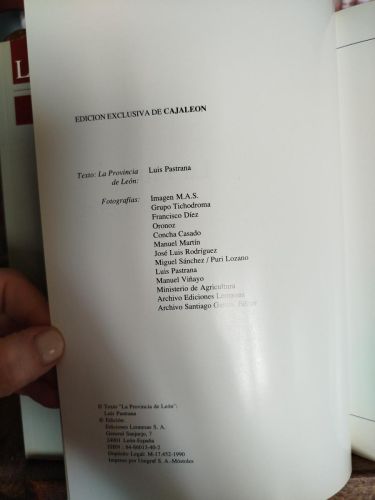 L
EDICION EXCLUSIVA DE CAJALEON
Texto: La Provincia de León:
Luis Pastrana
Fotografías:
Imagen M.A.S.
Grupo Tichodroma
Francisco Díez
Oronoz
Concha Casado
Manuel Martín
José Luis Rodríguez
Miguel Sánchez / Puri Lozano
Luis Pastrana
Manuel Viñayo
Ministerio de Agricultura
Archivo Ediciones
Archivo Santiago
© Texto "La Provincia de León":
Luis Pastrana
© Edición:
Ediciones S. A.
General Sanjurjo, 7
24001 León-España
Depósito Legal: M-17.452-1990
Impreso por Unigraf S. A.-Móstoles